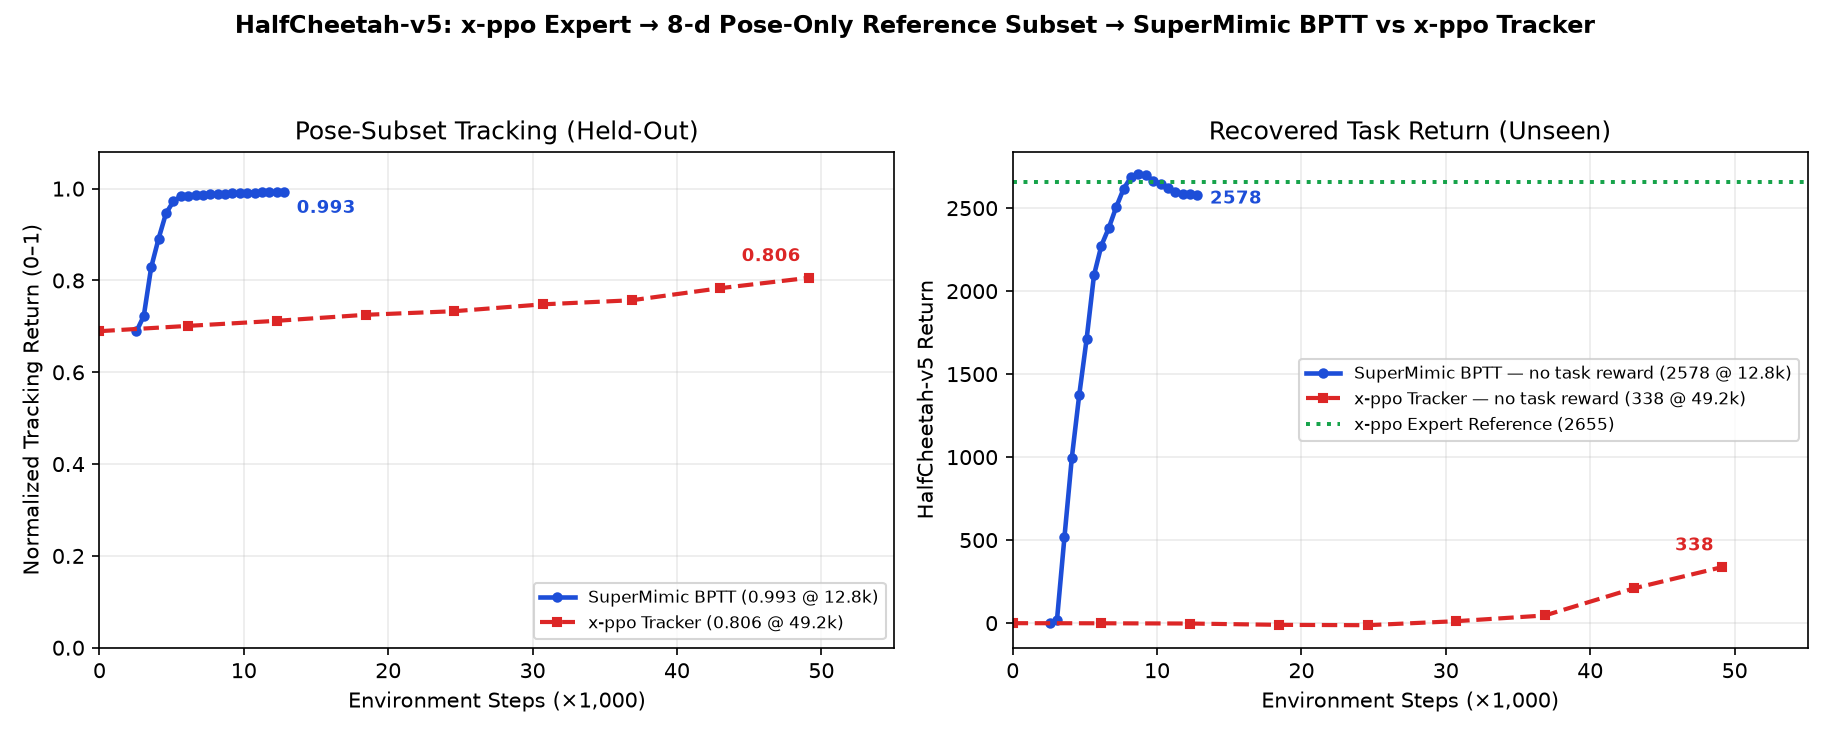 HalfCheetah-v5: x-ppo Expert → 8-d Pose-Only Reference Subset → SuperMimic BPTT vs x-ppo Tracker
Pose-Subset Tracking (Held-Out)
Normalized Tracking Return (0–1)
1.0
0.8
0.6
0.4
0.2
0.0
0.993
0.806
SuperMimic BPTT (0.993 @ 12.8k)
x-ppo Tracker (0.806 @ 49.2k)
0
10
20
30
40
50
Environment Steps (×1,000)
Recovered Task Return (Unseen)
HalfCheetah-v5 Return
2500
2000
1500
1000
500
0
2578
338
SuperMimic BPTT — no task reward (2578 @ 12.8k)
x-ppo Tracker — no task reward (338 @ 49.2k)
x-ppo Expert Reference (2655)
0
10
20
30
40
50
Environment Steps (×1,000)